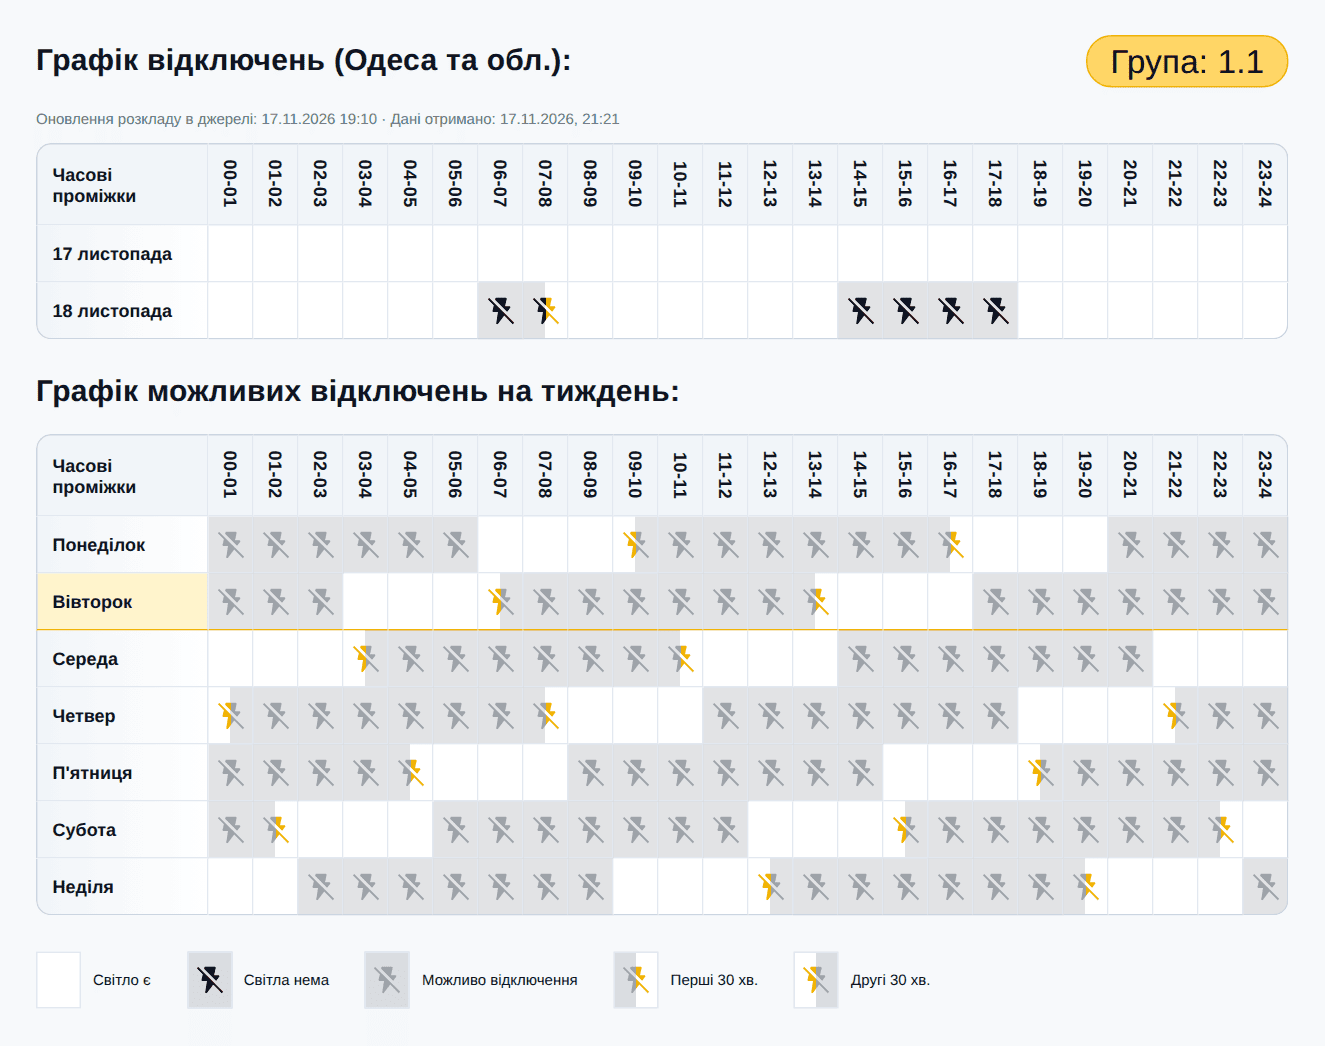 Графік відключень (Одеса та обл.):
Група: 1.1
Оновлення розкладу в джерелі: 17.11.2026 19:10 · Дані отримано: 17.11.2026, 21:21
Часові проміжки 00-01 01-02 02-03 03-04 04-05 05-06 06-07 07-08 08-09 09-10 10-11 11-12 12-13 13-14 14-15 15-16 16-17 17-18 18-19 19-20 20-21 21-22 22-23 23-24
17 листопада
18 листопада
Графік можливих відключень на тиждень:
Часові проміжки 00-01 01-02 02-03 03-04 04-05 05-06 06-07 07-08 08-09 09-10 10-11 11-12 12-13 13-14 14-15 15-16 16-17 17-18 18-19 19-20 20-21 21-22 22-23 23-24
Понеділок
Вівторок
Середа
Четвер
П'ятниця
Субота
Неділя
Світло є Світла нема Можливо відключення Перші 30 хв. Другі 30 хв.